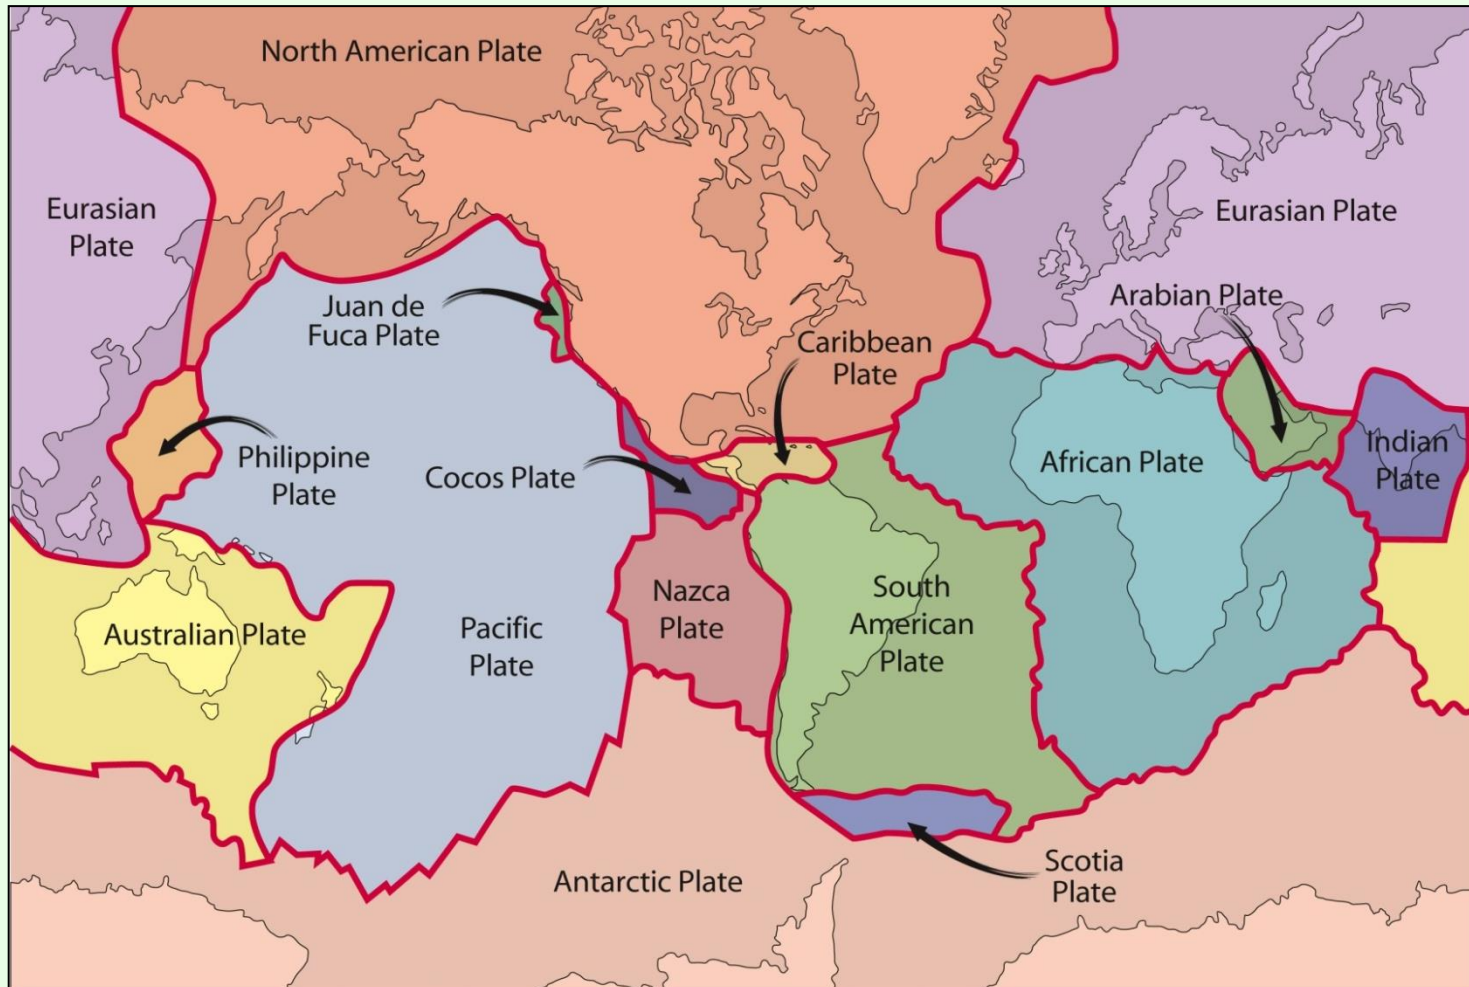 North American Plate
Eurasian
Plate
Eurasian Plate
Juan de
Fuca Plate
Arabian Plate
Caribbean
Plate
Philippine
Plate
Cocos Plate
African Plate
Indian
Plate
Australian Plate
Pacific
Plate
Nazca
Plate
South
American
Plate
Antarctic Plate
Scotia
Plate